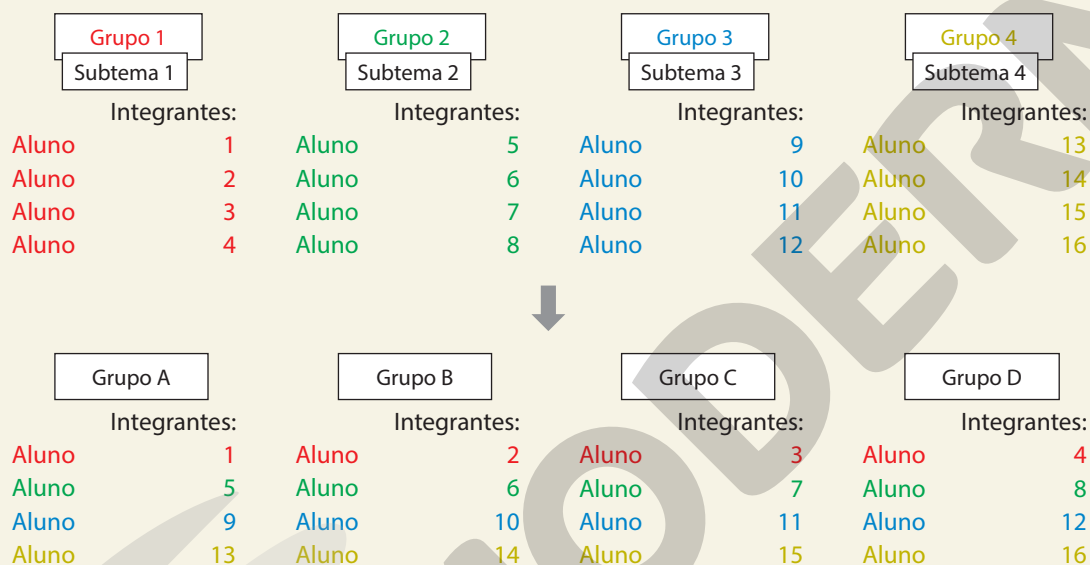 Grupo 1 Grupo 2 Grupo 3 Grupo 4
Subtema 1 Subtema 2 Subtema 3 Subtema 4
Integrantes: Integrantes: Integrantes: Integrantes:
Aluno 1 Aluno 5 Aluno 9 Aluno 13
Aluno 2 Aluno 6 Aluno 10 Aluno 14
Aluno 3 Aluno 7 Aluno 11 Aluno 15
Aluno 4 Aluno 8 Aluno 12 Aluno 16
Grupo A Grupo B Grupo C Grupo D
Integrantes: Integrantes: Integrantes: Integrantes:
Aluno 1 Aluno 2 Aluno 3 Aluno 4
Aluno 5 Aluno 6 Aluno 7 Aluno 8
Aluno 9 Aluno 10 Aluno 11 Aluno 12
Aluno 13 Aluno 14 Aluno 15 Aluno 16